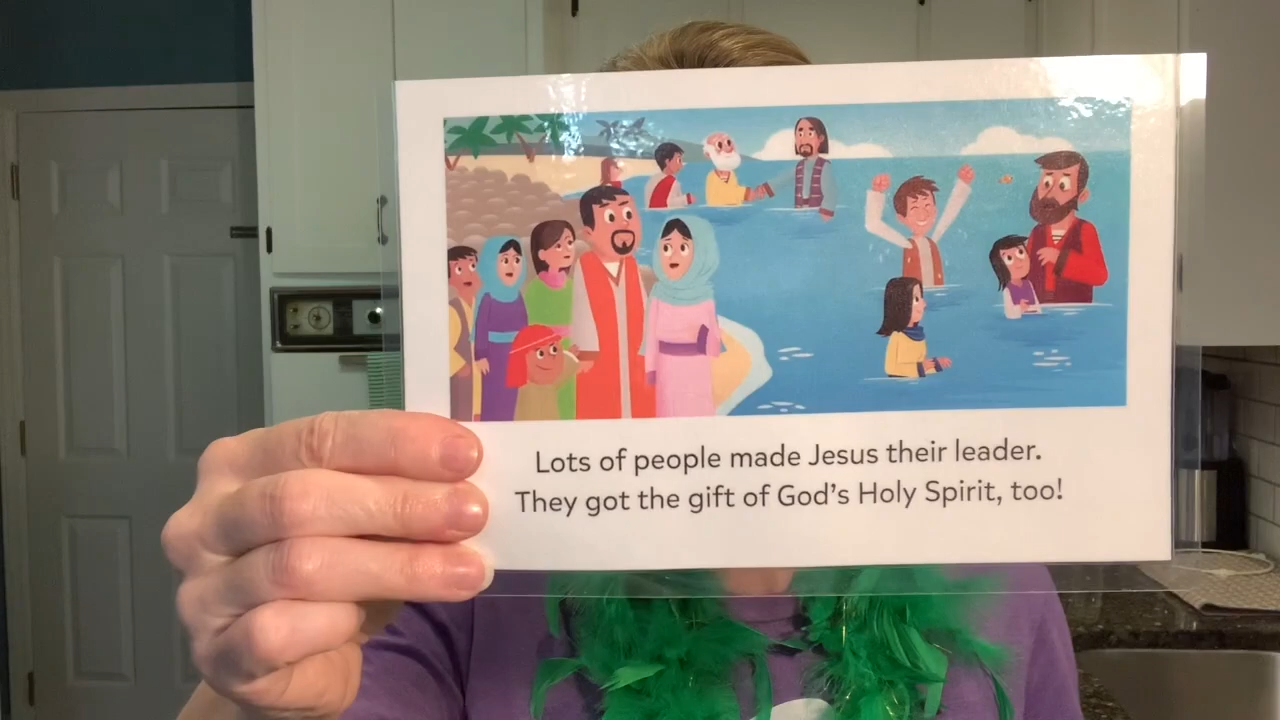 Lots of people made Jesus their leader.
They got the gift of God's Holy Spirit, too!